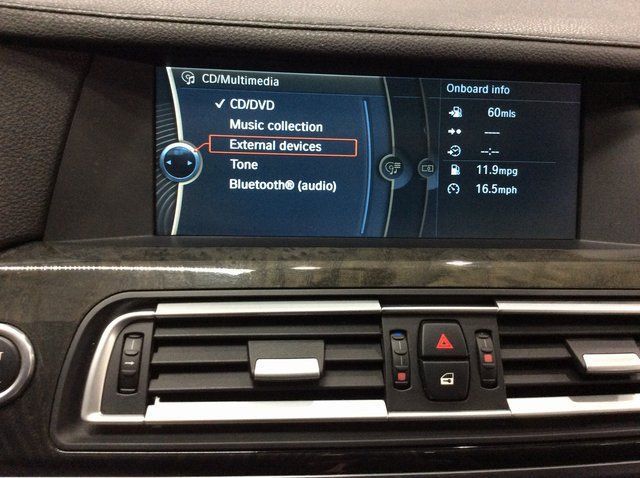 CD/Multimedia
CD/DVD
Music collection
External devices
Tone
Bluetooth® (audio)
Onboard info
60mls
----
--:--
11.9mpg
16.5mph